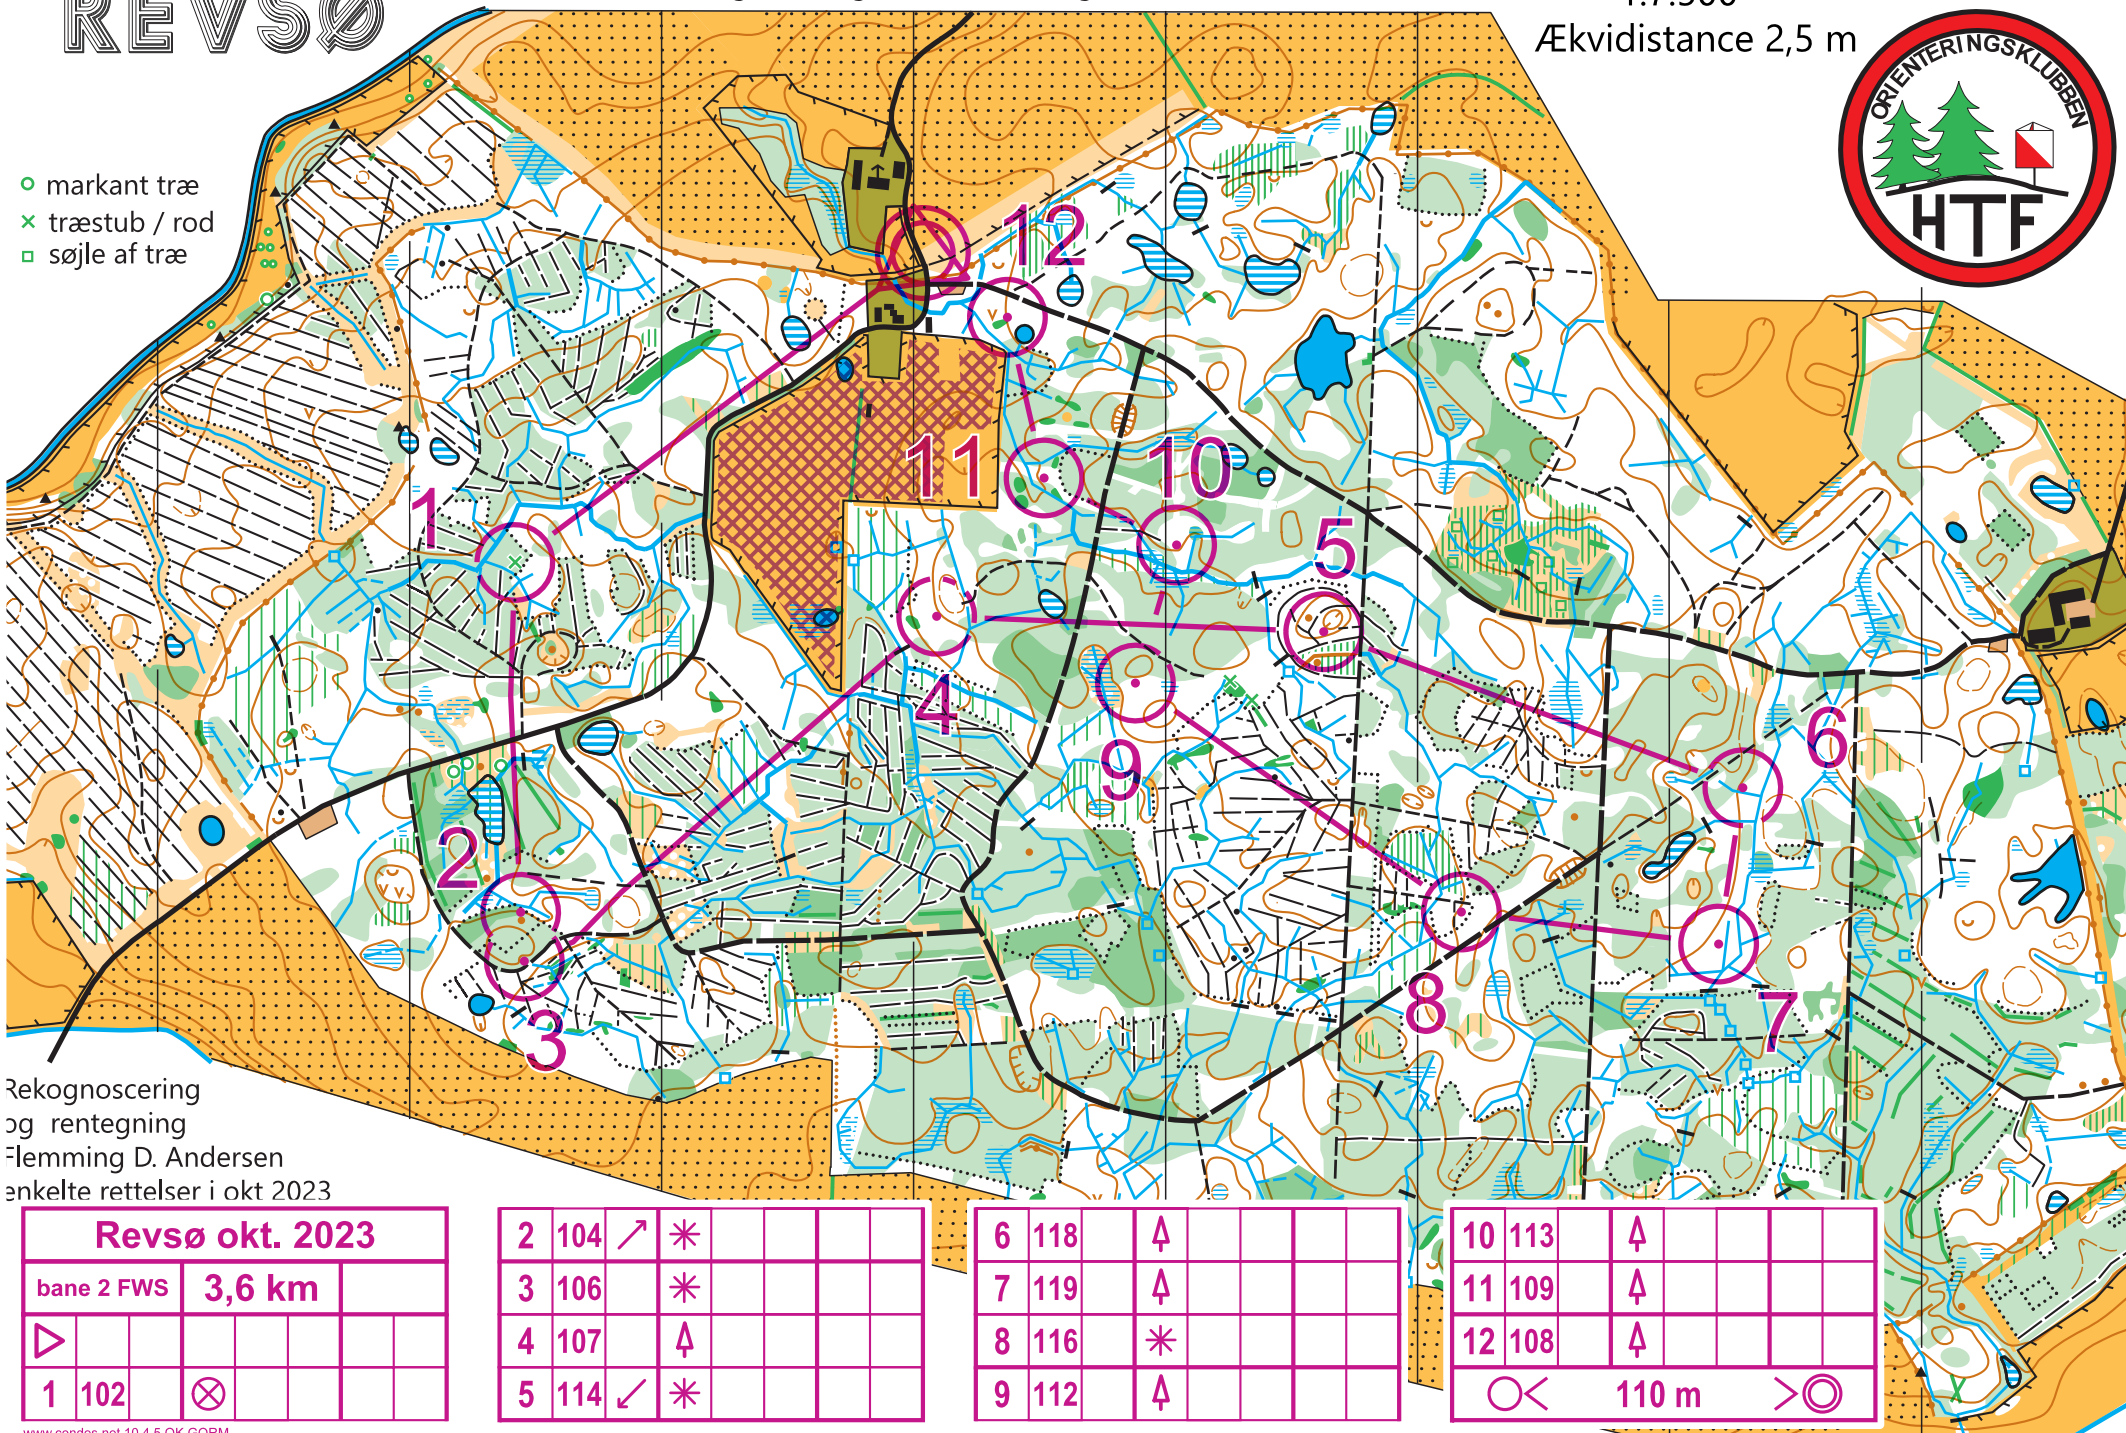 REVSØ
Ækvidistance 2,5 m
ORIENTERINGSKLUBBEN
HTF
markant træ
træstub / rod
søjle af træ
12
11
10
1
5
4
6
9
2
8
7
3
Rekognoscering
og rentegning
Flemming D. Andersen
enkelte rettelser i okt 2023
Revsø okt. 2023
bane 2 FWS 3,6 km
1 102
2 104
3 106
4 107
5 114
6 118
7 119
8 116
9 112
10 113
11 109
12 108
110 m